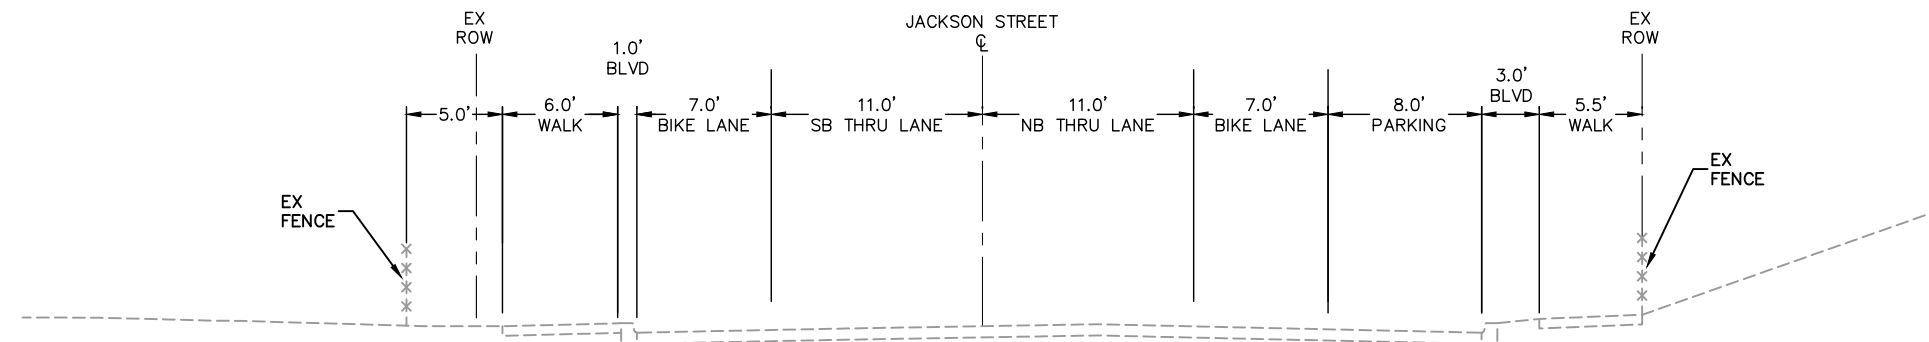 EX
ROW
JACKSON STREET
℄
EX
ROW
1.0'
BLVD
3.0'
BLVD
5.0'
6.0'
WALK
7.0'
BIKE LANE
11.0'
SB THRU LANE
11.0'
NB THRU LANE
7.0'
BIKE LANE
8.0'
PARKING
5.5'
WALK
EX
FENCE
EX
FENCE